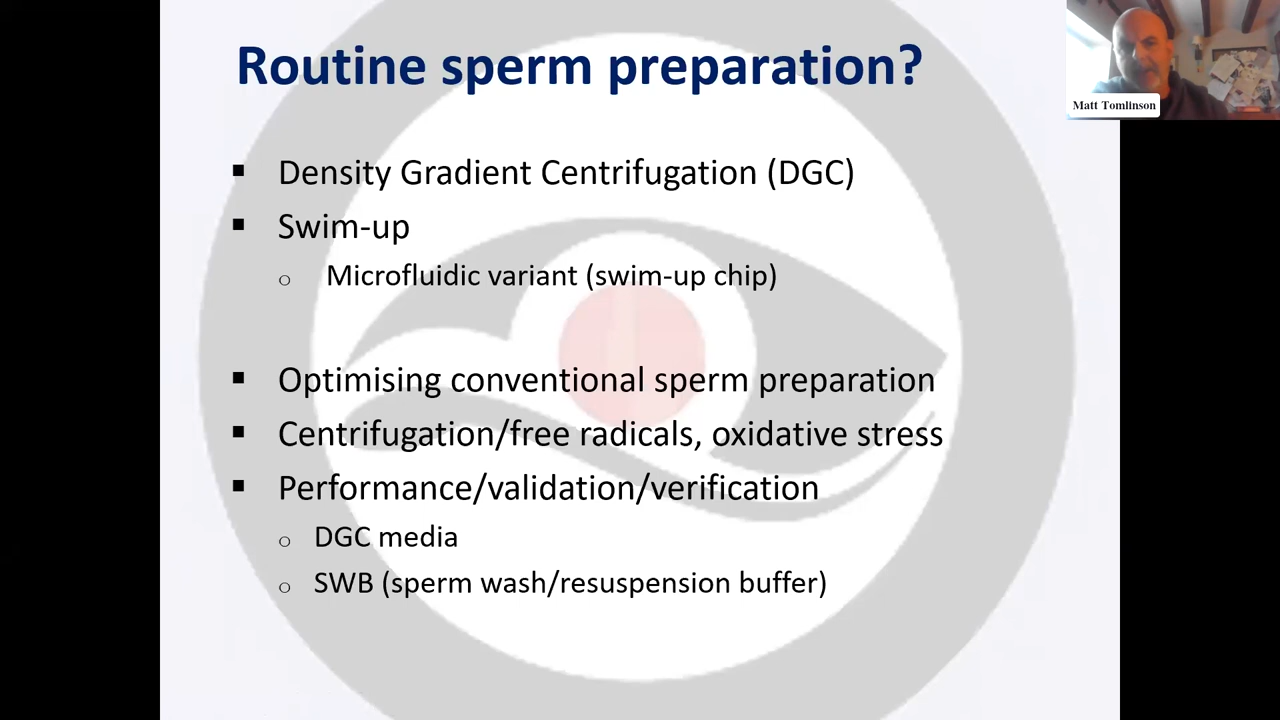 Routine sperm preparation?
Matt Tomlinson
▪ Density Gradient Centrifugation (DGC)
▪ Swim-up
o Microfluidic variant (swim-up chip)
▪ Optimising conventional sperm preparation
▪ Centrifugation/free radicals, oxidative stress
▪ Performance/validation/verification
o DGC media
o SWB (sperm wash/resuspension buffer)